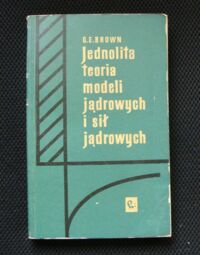 G.E.BROWN
Jednolita
teoria
modeli
jądrowych
i sił
jądrowych